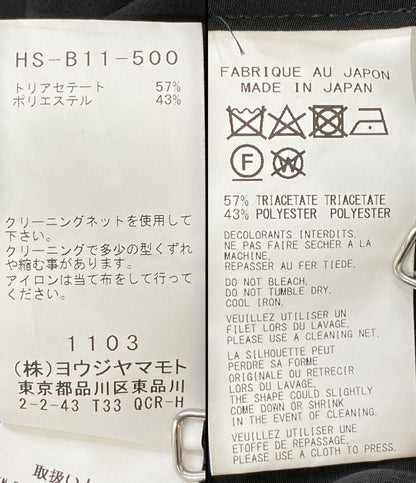 HS-B11-500
トリアセテート 57%
ポリエステル 43%
クリーニングネットを使用して
下さい。
クリーニングで多少の型くずれ
や縮む事があります。
アイロンは当て布をして行って
ください。
1103
(株)ヨウジヤマモト
東京都品川区東品川
2-2-43 T33 QCR-H
取扱い
FABRIQUE AU JAPON
MADE IN JAPAN
F W
57% TRIACETATE TRIACETATE
43% POLYESTER POLYESTER
DECOLORANTS INTERDITS.
NE PAS FAIRE SECHER A LA
MACHINE.
REPASSER AU FER TIEDE.
DO NOT BLEACH.
DO NOT TUMBLE DRY.
COOL IRON.
VEUILLEZ UTILISER UN
FILET LORS DU LAVAGE.
PLEASE USE A CLEANING NET.
LA SILHOUETTE PEUT
PERDRE SA FORME
ORIGINALE OU RETRECIR
LORS DU LAVAGE.
THE SHAPE COULD SLIGHTLY
COME DOWN OR SHRINK
IN THE EVENT OF CLEANING.
VEUILLEZ UTILISER UNE
ETOFFE DE REPASSAGE.
PLEASE USE A CLOTH TO PRESS.